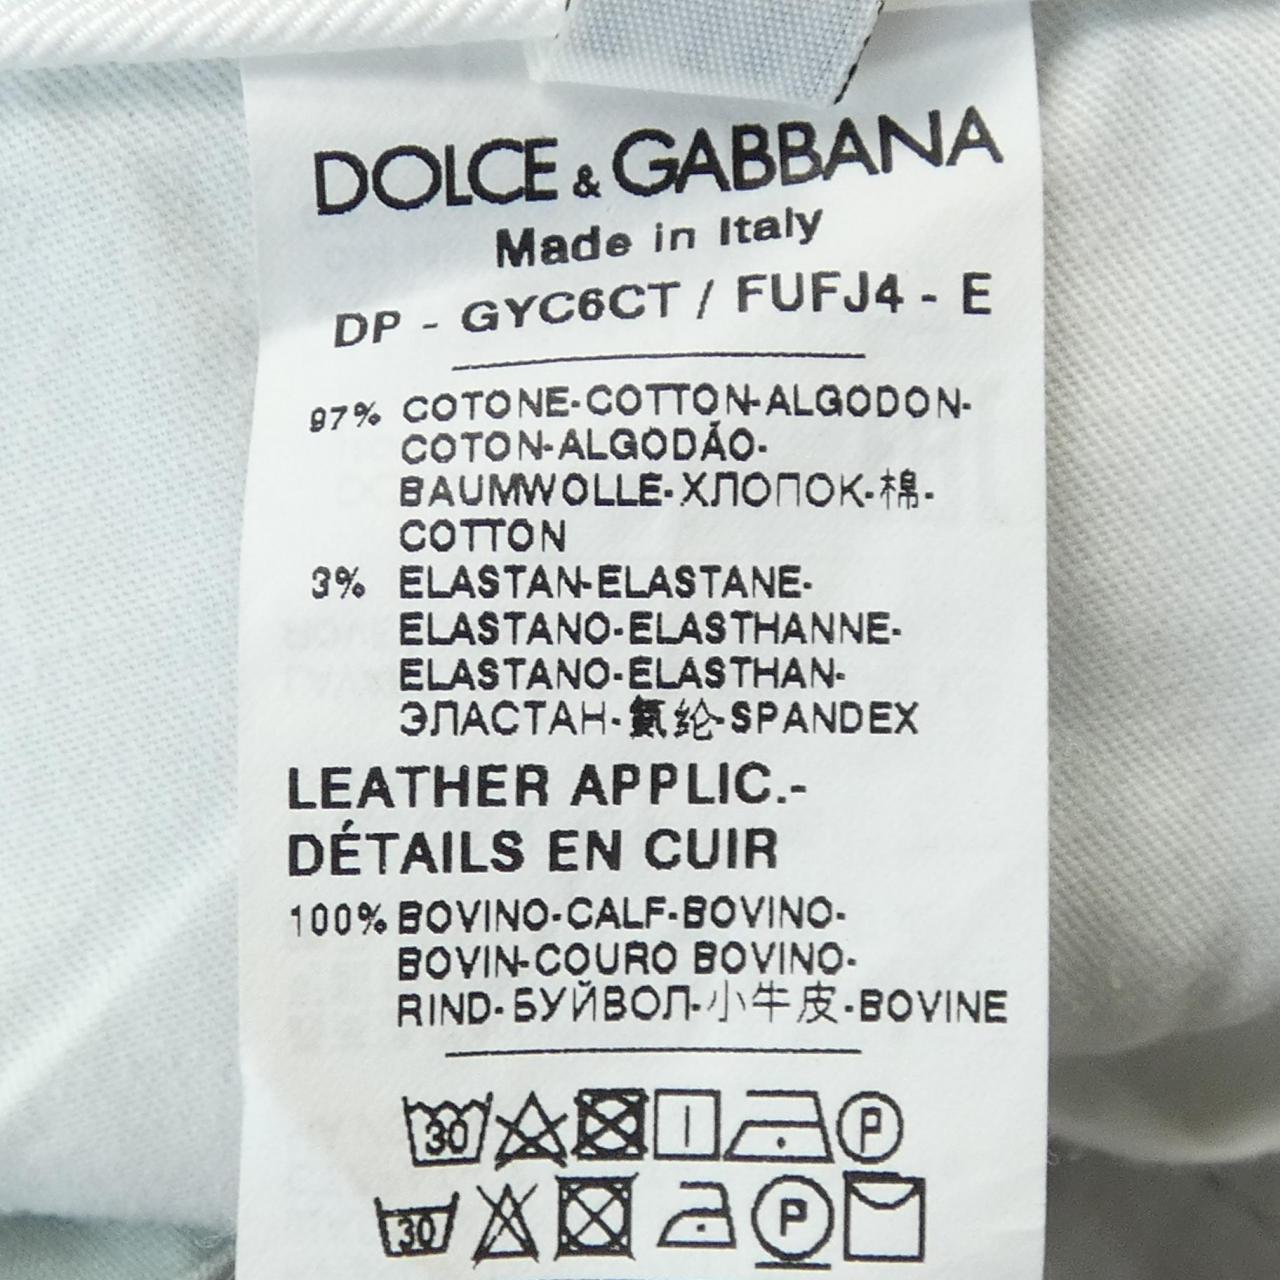 DOLCE & GABBANA
Made in Italy
DP - GYC6CT / FUFJ4 - E
97% COTONE-COTTON-ALGODON-
COTON-ALGODÃO-
BAUMWOLLE-ХЛОПОК-棉-
COTTON
3% ELASTAN-ELASTANE-
ELASTANO-ELASTHANNE-
ELASTANO-ELASTHAN-
ЭЛАСТАН-氨纶-SPANDEX
LEATHER APPLIC.-
DÉTAILS EN CUIR
100% BOVINO-CALF-BOVINO-
BOVIN-COURO BOVINO-
RIND-БУЙВОЛ-小牛皮-BOVINE
30 P
30 P